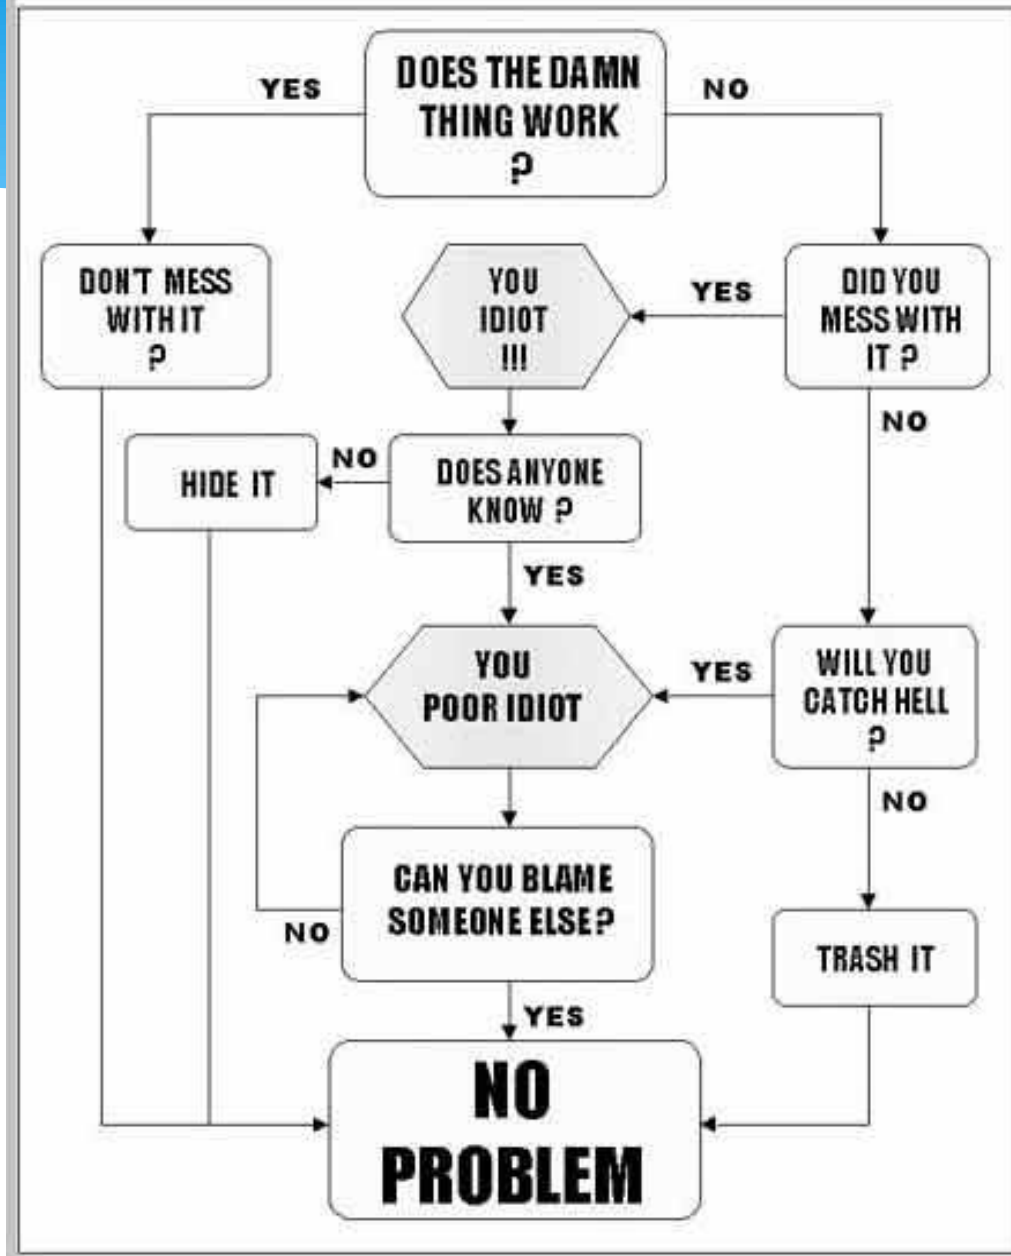 DOES THE DAMN
THING WORK
?
YES
NO
DON'T MESS
WITH IT
?
YOU
IDIOT
!!!
YES
DID YOU
MESS WITH
IT ?
NO
HIDE IT
NO
DOES ANYONE
KNOW ?
YES
YOU
POOR IDIOT
YES
WILL YOU
CATCH HELL
?
NO
CAN YOU BLAME
SOMEONE ELSE?
NO
TRASH IT
YES
NO
PROBLEM